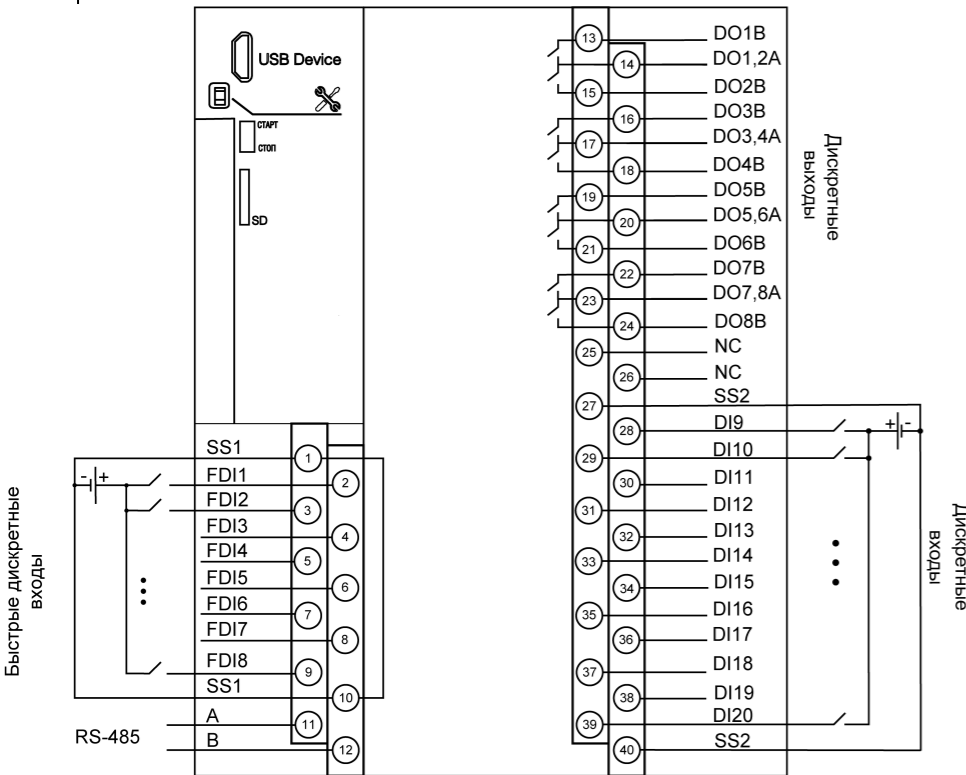 USB Device
СТАРТ
СТОП
SD
SS1
1
FDI1
2
- +
FDI2
3
FDI3
4
FDI4
5
FDI5
6
FDI6
7
FDI7
8
FDI8
9
SS1
10
A
11
B
12
RS-485
Быстрые дискретные
входы
13
DO1B
14
DO1,2A
15
DO2B
16
DO3B
17
DO3,4A
18
DO4B
19
DO5B
20
DO5,6A
21
DO6B
22
DO7B
23
DO7,8A
24
DO8B
25
NC
26
NC
27
SS2
28
DI9
+ -
29
DI10
30
DI11
31
DI12
32
DI13
33
DI14
34
DI15
35
DI16
36
DI17
37
DI18
38
DI19
39
DI20
40
SS2
Дискретные
выходы
Дискретные
входы